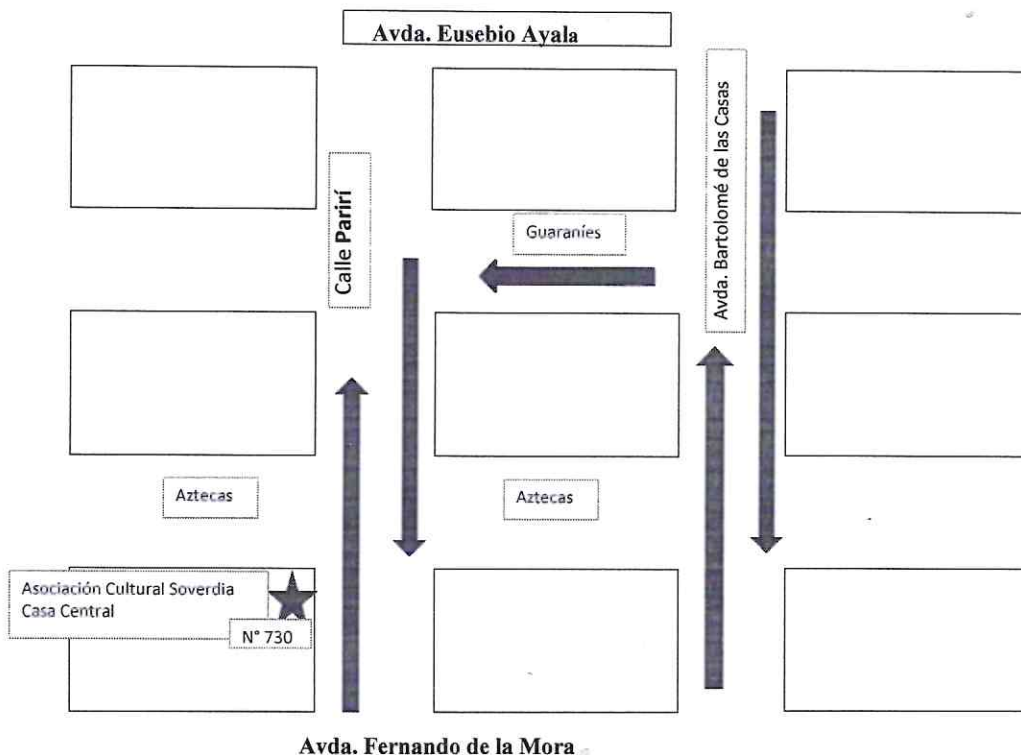 Avda. Eusebio Ayala
Calle Parirí
Guaraníes
Avda. Bartolomé de las Casas
Aztecas
Aztecas
Asociación Cultural Soverdia
Casa Central
N° 730
Avda. Fernando de la Mora